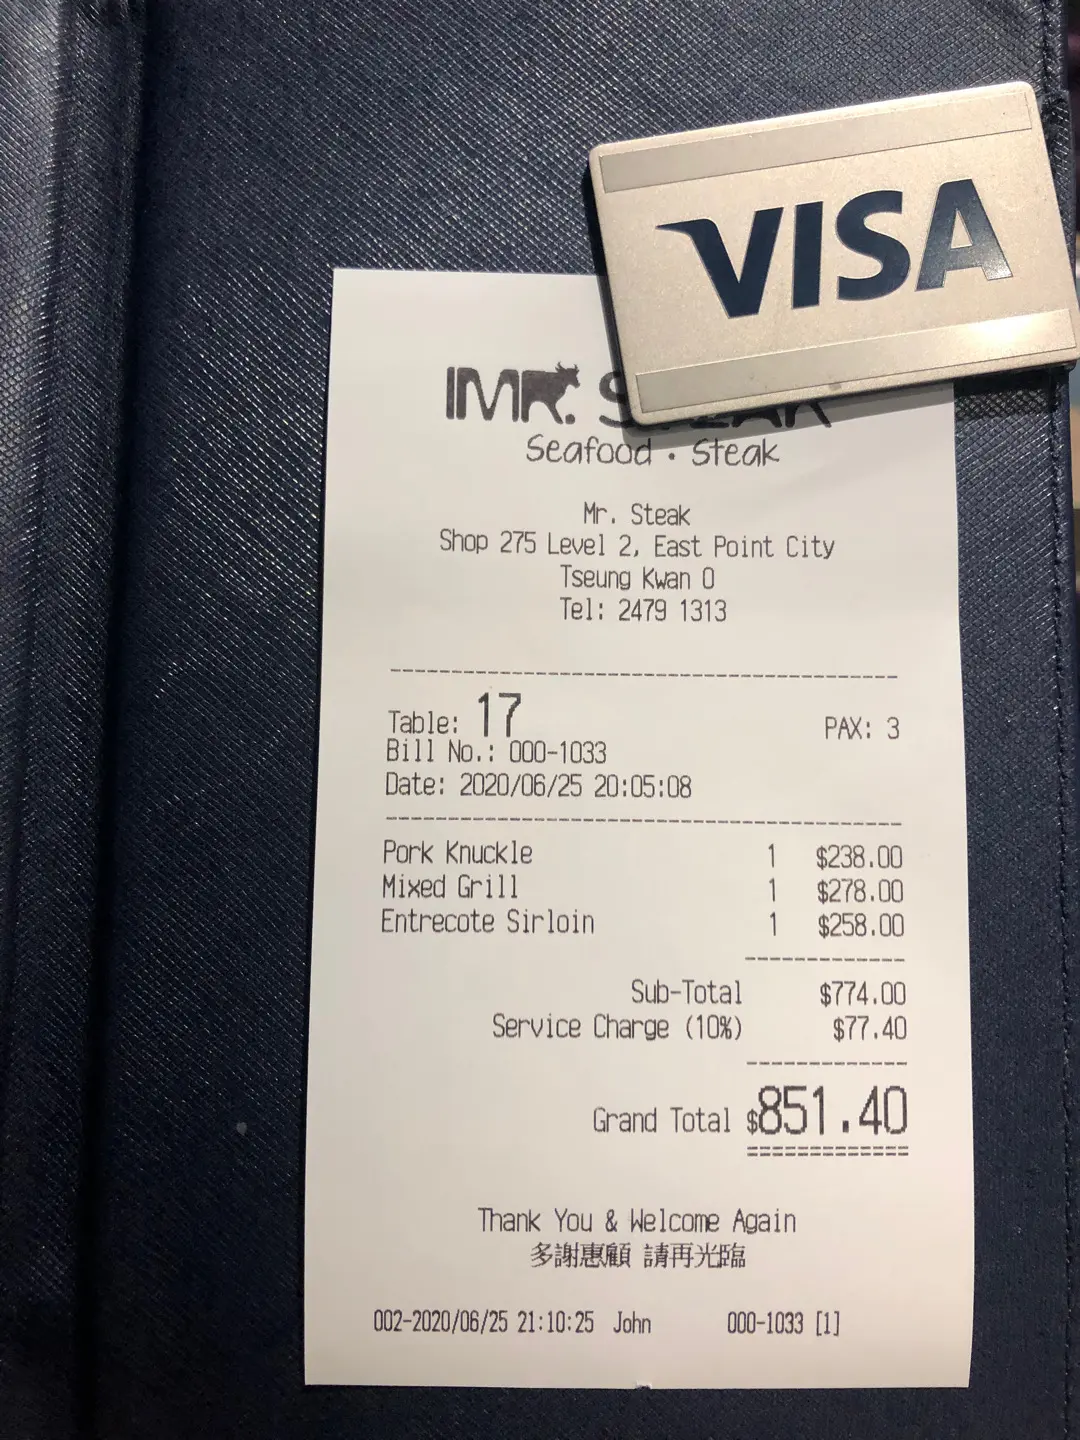 VISA
MR.
Seafood • Steak
Mr. Steak
Shop 275 Level 2, East Point City
Tseung Kwan O
Tel: 2479 1313
Table: 17 PAX: 3
Bill No.: 000-1033
Date: 2020/06/25 20:05:08
Pork Knuckle 1 $238.00
Mixed Grill 1 $278.00
Entrecote Sirloin 1 $258.00
Sub-Total $774.00
Service Charge (10%) $77.40
Grand Total $851.40
Thank You & Welcome Again
多謝惠顧 請再光臨
002-2020/06/25 21:10:25 John 000-1033 [1]